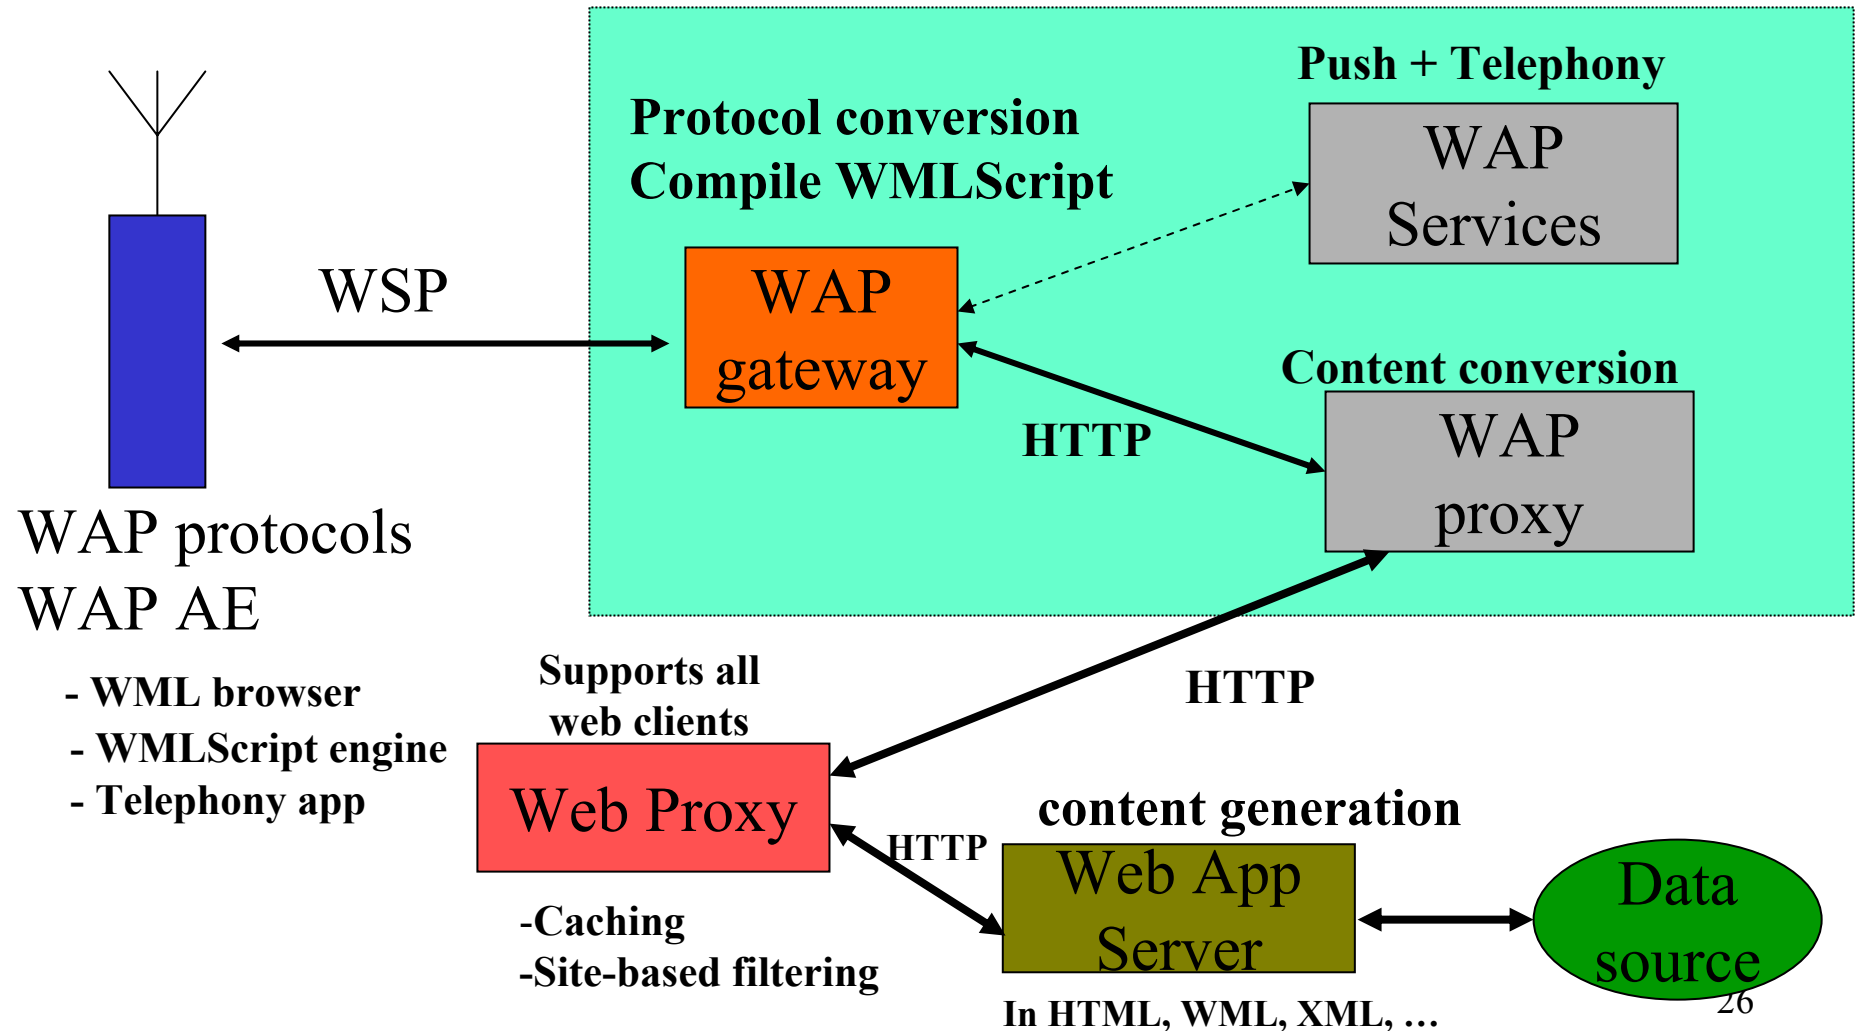 Push + Telephony
WAP
Services
Protocol conversion
Compile WMLScript
WSP
WAP
gateway
Content conversion
WAP
proxy
HTTP
WAP protocols
WAP AE
- WML browser
- WMLScript engine
- Telephony app
HTTP
Supports all
web clients
Web Proxy
-Caching
-Site-based filtering
HTTP
content generation
Web App
Server
In HTML, WML, XML, …
Data
source
26